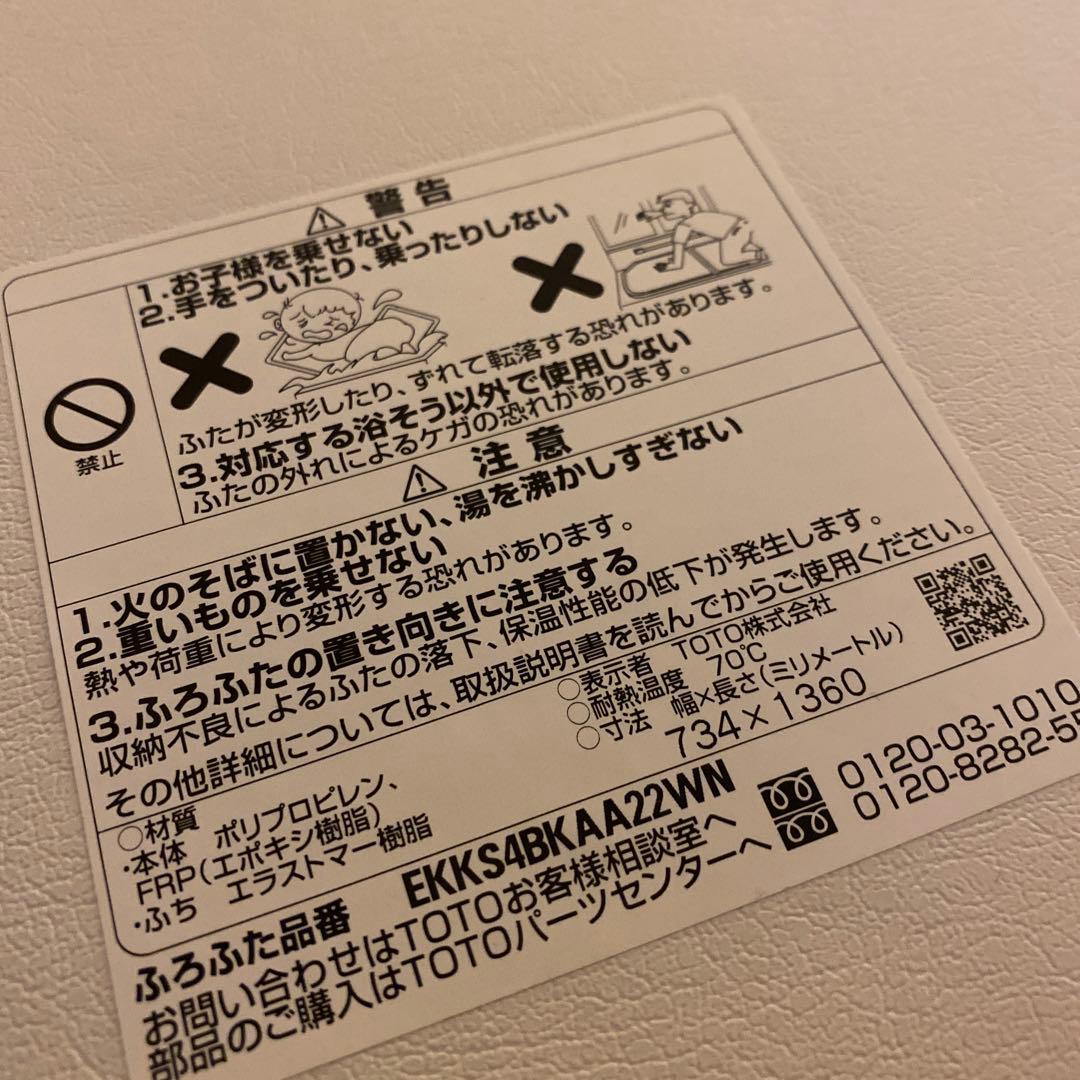 警告
1.お子様を乗せない
2.手をついたり、乗ったりしない
ふたが変形したり、ずれて転落する恐れがあります。
3.対応する浴そう以外で使用しない
ふたの外れによるケガの恐れがあります。
禁止
注意
1.火のそばに置かない、湯を沸かしすぎない
2.重いものを乗せない
熱や荷重により変形する恐れがあります。
3.ふろふたの置き向きに注意する
収納不良によるふたの落下、保温性能の低下が発生します。
その他詳細については、取扱説明書を読んでからご使用ください。
○材質
・本体 ポリプロピレン、
FRP(エポキシ樹脂)
・ふち エラストマー樹脂
○表示者 TOTO株式会社
○耐熱温度 70℃
○寸法 幅×長さ(ミリメートル)
734×1360
ふろふた品番 EKKS4BKAA22WN
お問い合わせはTOTOお客様相談室へ 0120-03-1010
部品のご購入はTOTOパーツセンターへ 0120-8282-55